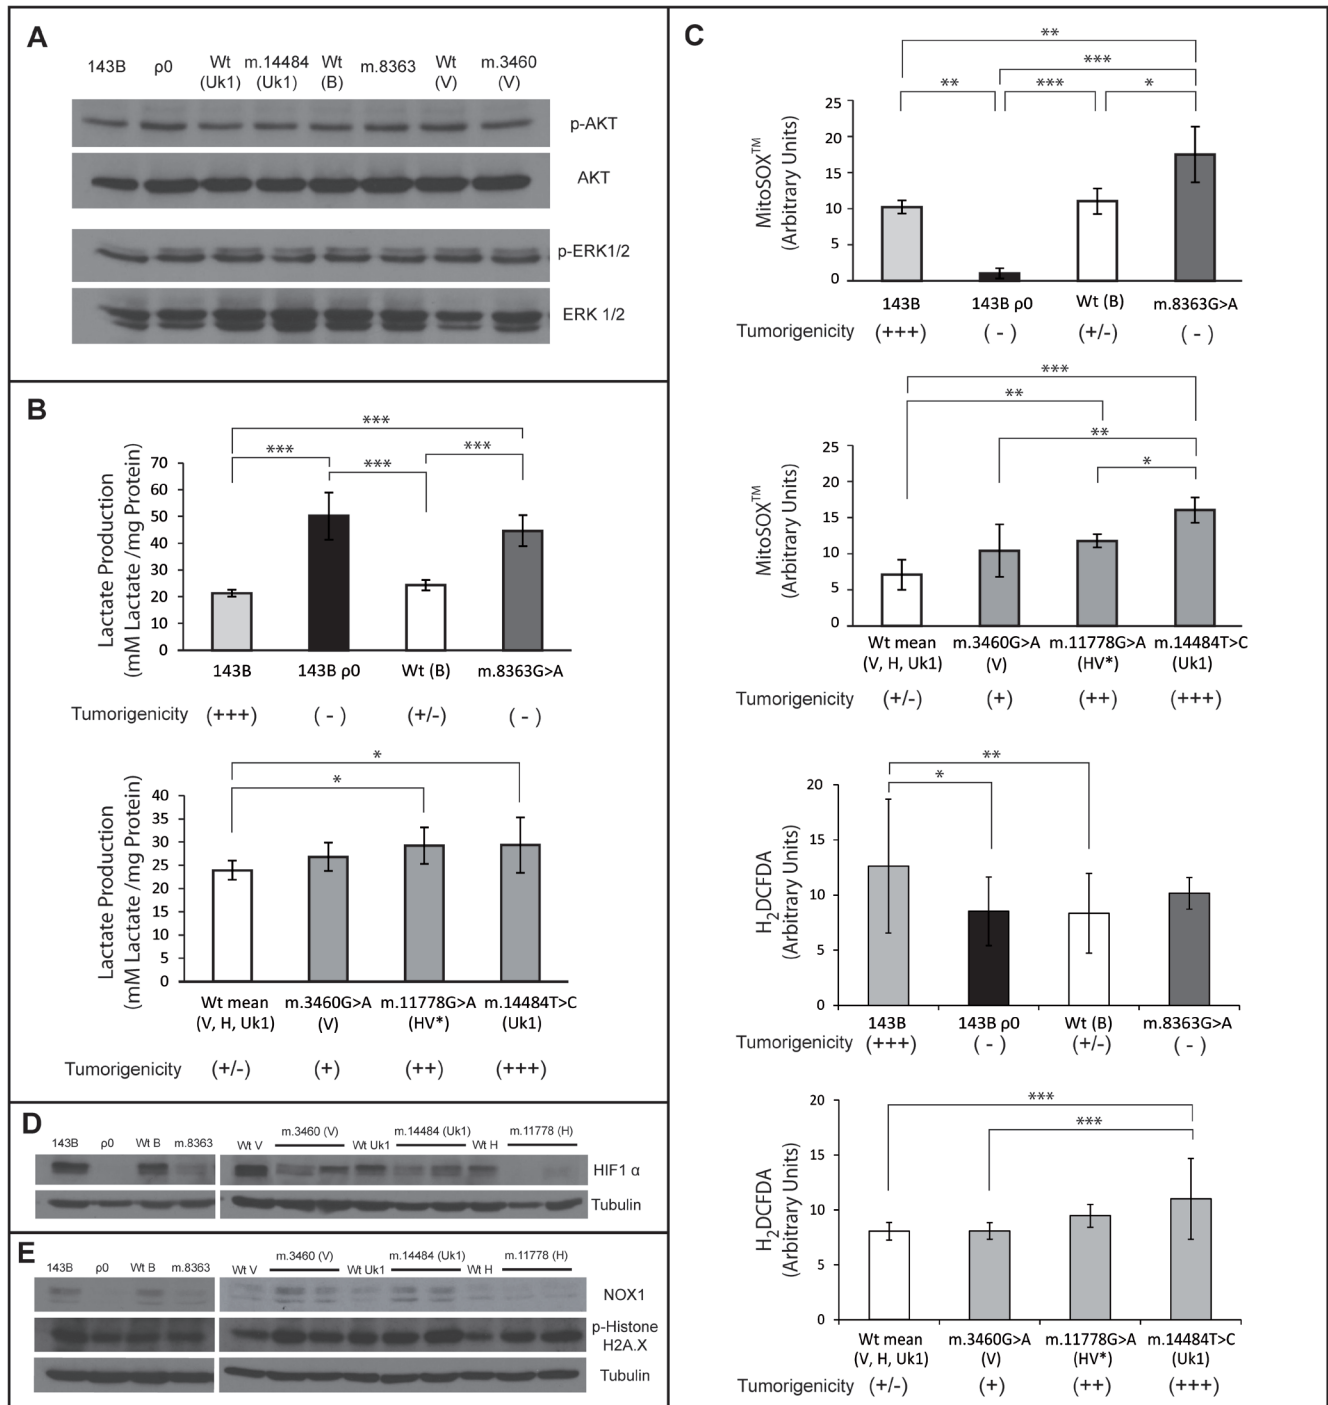 A
143B ρ0 Wt m.14484 Wt m.8363 Wt m.3460
(Uk1) (Uk1) (B) (V) (V)
p-AKT
AKT
p-ERK1/2
ERK 1/2
B
Lactate Production
(mM Lactate /mg Protein)
70
60
50
40
30
20
10
0
*** *** *** ***
143B 143B ρ0 Wt (B) m.8363G>A
Tumorigenicity (+++) ( - ) (+/-) ( - )
Lactate Production
(mM Lactate /mg Protein)
40
35
30
25
20
15
10
5
0
* *
Wt mean m.3460G>A m.11778G>A m.14484T>C
(V, H, Uk1) (V) (HV*) (Uk1)
Tumorigenicity (+/-) (+) (++) (+++)
C
**
***
** *** *
MitoSOX™
(Arbitrary Units)
25
20
15
10
5
0
143B 143B ρ0 Wt (B) m.8363G>A
Tumorigenicity (+++) ( - ) (+/-) ( - )
***
**
**
*
MitoSOX™
(Arbitrary Units)
25
20
15
10
5
0
Wt mean m.3460G>A m.11778G>A m.14484T>C
(V, H, Uk1) (V) (HV*) (Uk1)
Tumorigenicity (+/-) (+) (++) (+++)
**
*
H2DCFDA
(Arbitrary Units)
20
15
10
5
0
143B 143B ρ0 Wt (B) m.8363G>A
Tumorigenicity (+++) ( - ) (+/-) ( - )
***
***
H2DCFDA
(Arbitrary Units)
20
15
10
5
0
Wt mean m.3460G>A m.11778G>A m.14484T>C
(V, H, Uk1) (V) (HV*) (Uk1)
Tumorigenicity (+/-) (+) (++) (+++)
D
143B ρ0 Wt B m.8363 Wt V m.3460 (V) Wt Uk1 m.14484 (Uk1) Wt H m.11778 (H)
HIF1 α
Tubulin
E
143B ρ0 Wt B m.8363 Wt V m.3460 (V) Wt Uk1 m.14484 (Uk1) Wt H m.11778 (H)
NOX1
p-Histone
H2A.X
Tubulin